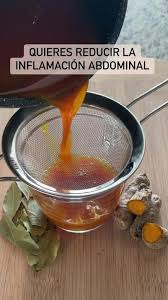 QUIERES REDUCIR LA
INFLAMACIÓN ABDOMINAL